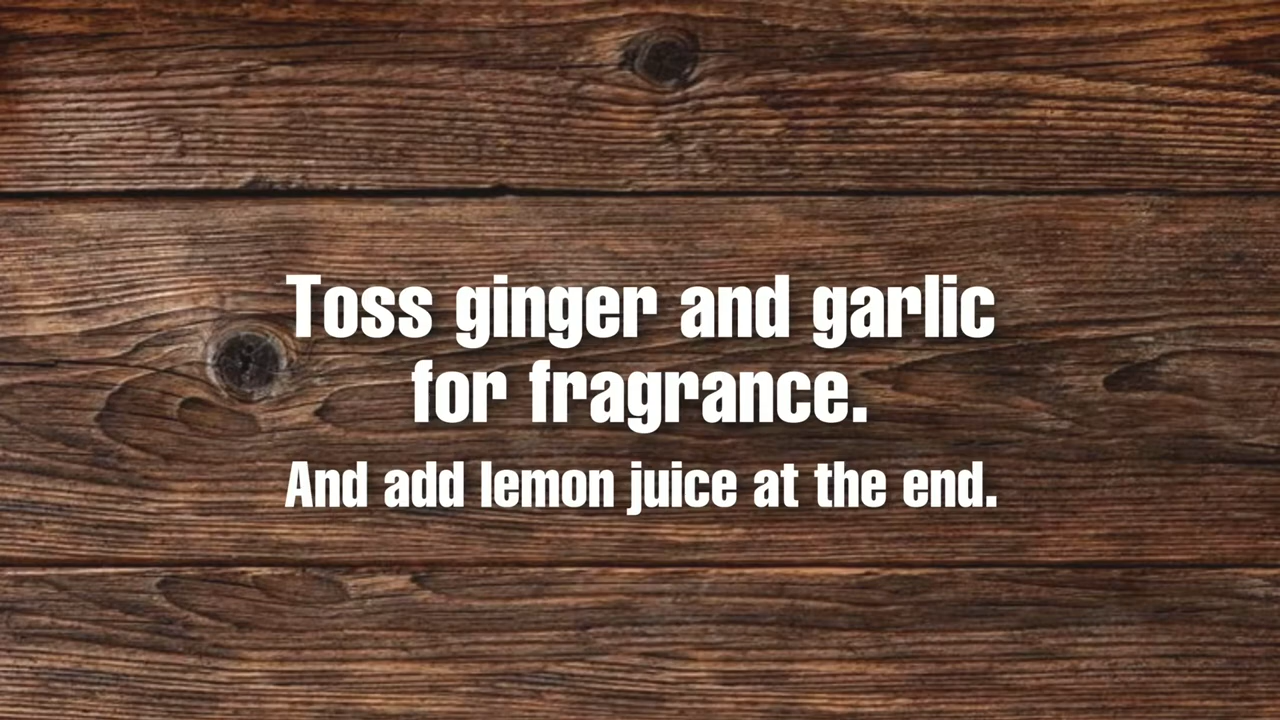 Toss ginger and garlic
for fragrance.
And add lemon juice at the end.